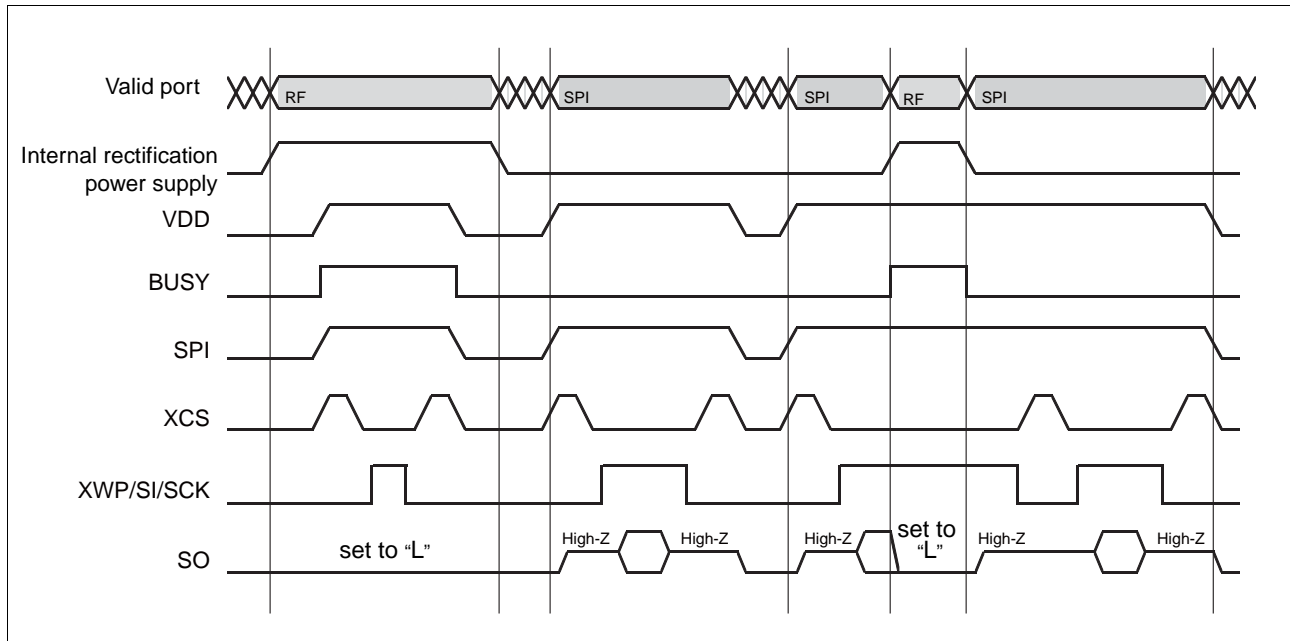 Valid port
RF
SPI
SPI
RF
SPI
Internal rectification
power supply
VDD
BUSY
SPI
XCS
XWP/SI/SCK
SO
set to “L”
High-Z
High-Z
High-Z
set to
“L”
High-Z
High-Z